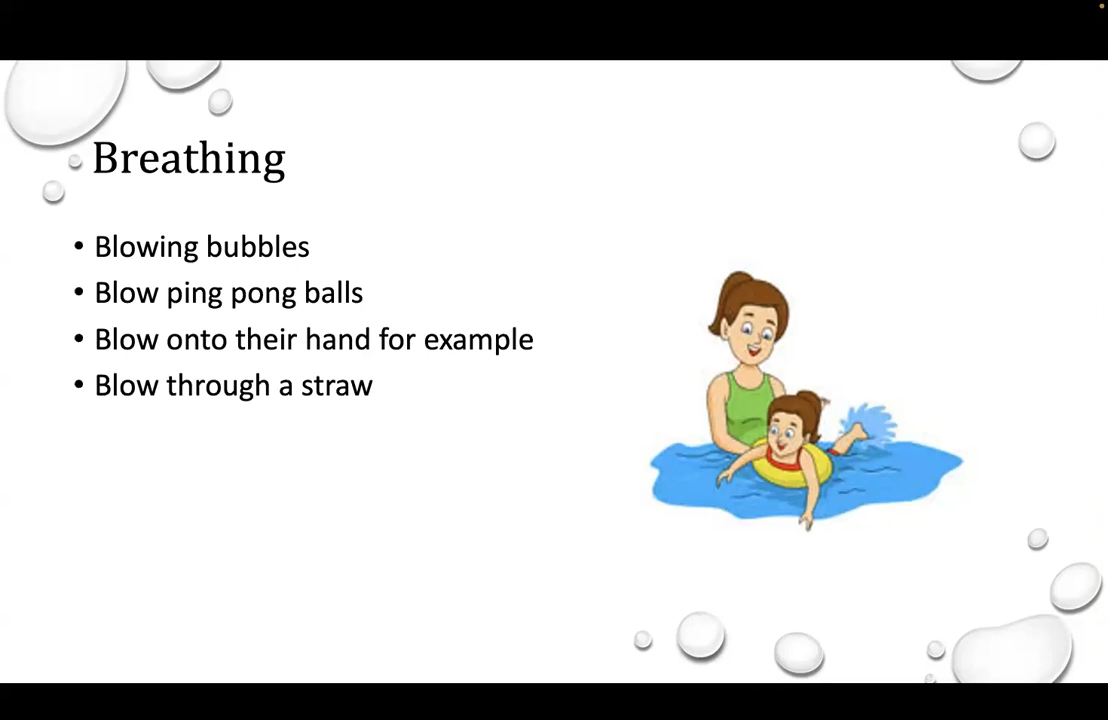 Breathing
• Blowing bubbles
• Blow ping pong balls
• Blow onto their hand for example
• Blow through a straw